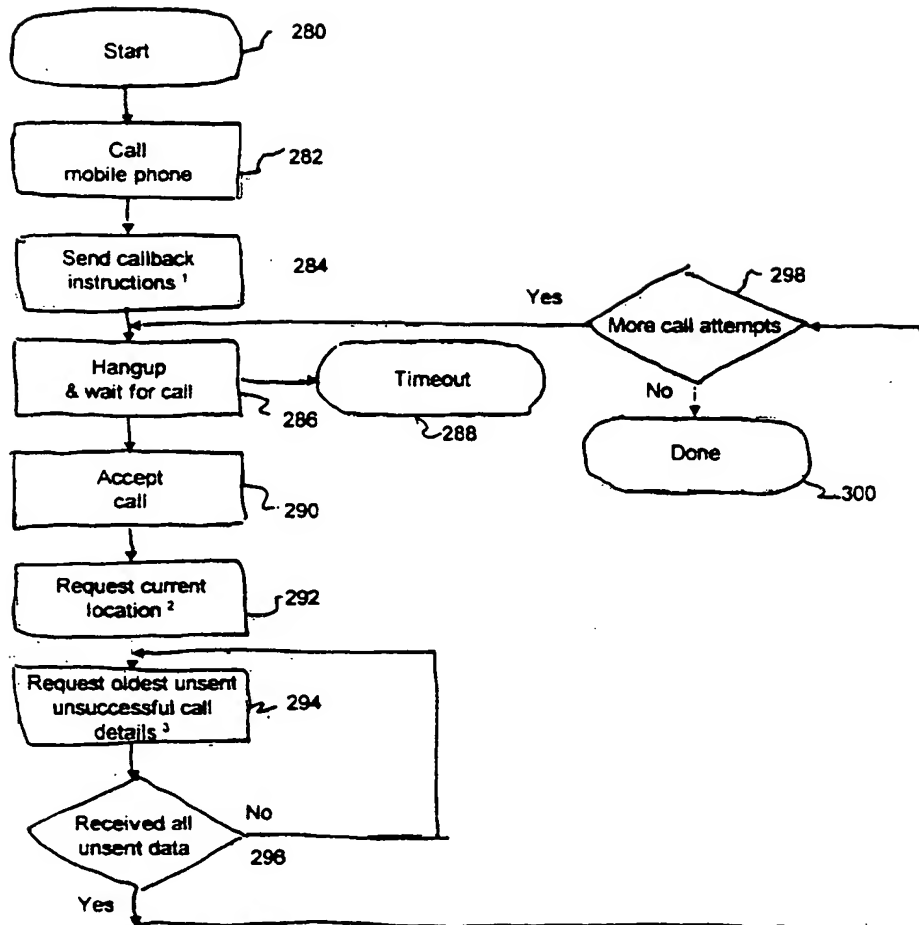 Start
280
Call
mobile phone
282
Send callback
instructions ¹
284
Yes
298
More call attempts
Hangup
& wait for call
286
Timeout
288
No
Done
300
Accept
call
290
Request current
location ²
292
Request oldest unsent
unsuccessful call
details ³
294
Received all
unsent data
No
296
Yes